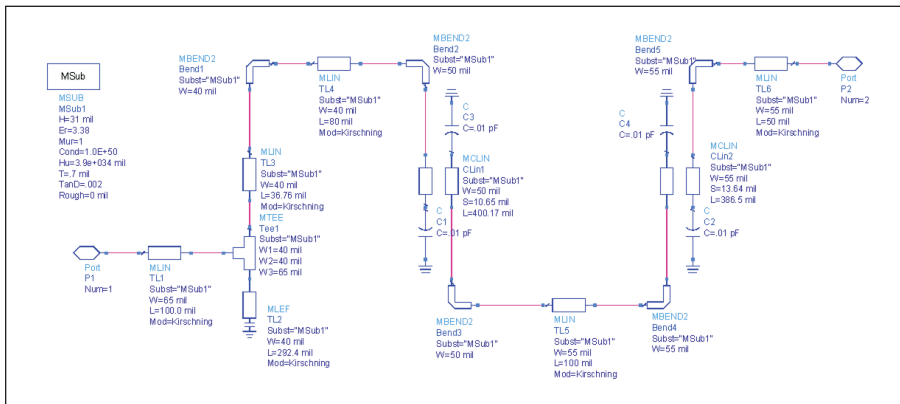 MSub
MSUB
MSub1
H=31 mil
Er=3.38
Mur=1
Cond=1.0E+50
Hu=3.9e+034 mil
T=.7 mil
TanD=.002
Rough=0 mil
Port
P1
Num=1
MLIN
TL1
Subst="MSub1"
W=65 mil
L=100.0 mil
Mod=Kirschning
MBEND2
Bend1
Subst="MSub1"
W=40 mil
MLIN
TL3
Subst="MSub1"
W=40 mil
L=36.76 mil
Mod=Kirschning
MTEE
Tee1
Subst="MSub1"
W1=40 mil
W2=40 mil
W3=65 mil
MLEF
TL2
Subst="MSub1"
W=40 mil
L=292.4 mil
Mod=Kirschning
MLIN
TL4
Subst="MSub1"
W=40 mil
L=80 mil
Mod=Kirschning
MBEND2
Bend2
Subst="MSub1"
W=50 mil
C
C3
C=.01 pF
MCLIN
CLin1
Subst="MSub1"
W=50 mil
S=10.65 mil
L=400.17 mil
C
C1
C=.01 pF
MBEND2
Bend3
Subst="MSub1"
W=50 mil
MLIN
TL5
Subst="MSub1"
W=55 mil
L=100 mil
Mod=Kirschning
MBEND2
Bend4
Subst="MSub1"
W=55 mil
MBEND2
Bend5
Subst="MSub1"
W=55 mil
C
C4
C=.01 pF
MCLIN
CLin2
Subst="MSub1"
W=55 mil
S=13.64 mil
L=386.5 mil
C
C2
C=.01 pF
MLIN
TL6
Subst="MSub1"
W=55 mil
L=50 mil
Mod=Kirschning
Port
P2
Num=2